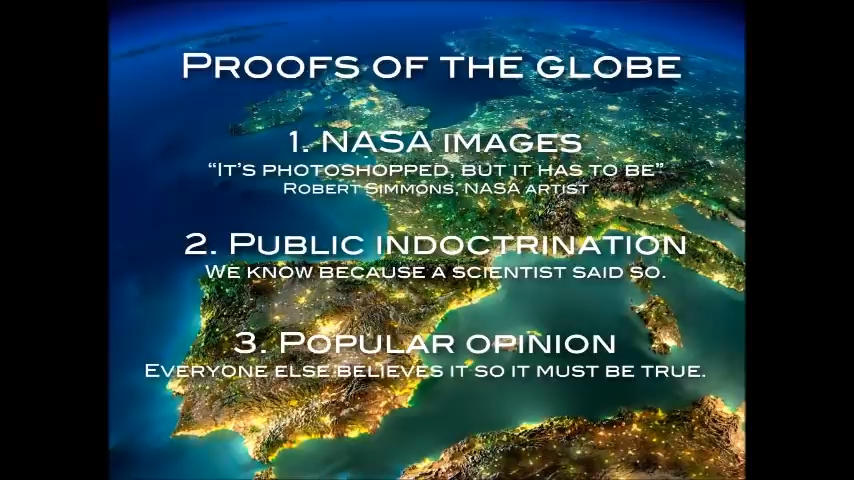 PROOFS OF THE GLOBE
1. NASA IMAGES
“IT’S PHOTOSHOPPED, BUT IT HAS TO BE”
ROBERT SIMMONS, NASA ARTIST
2. PUBLIC INDOCTRINATION
WE KNOW BECAUSE A SCIENTIST SAID SO.
3. POPULAR OPINION
EVERYONE ELSE BELIEVES IT SO IT MUST BE TRUE.